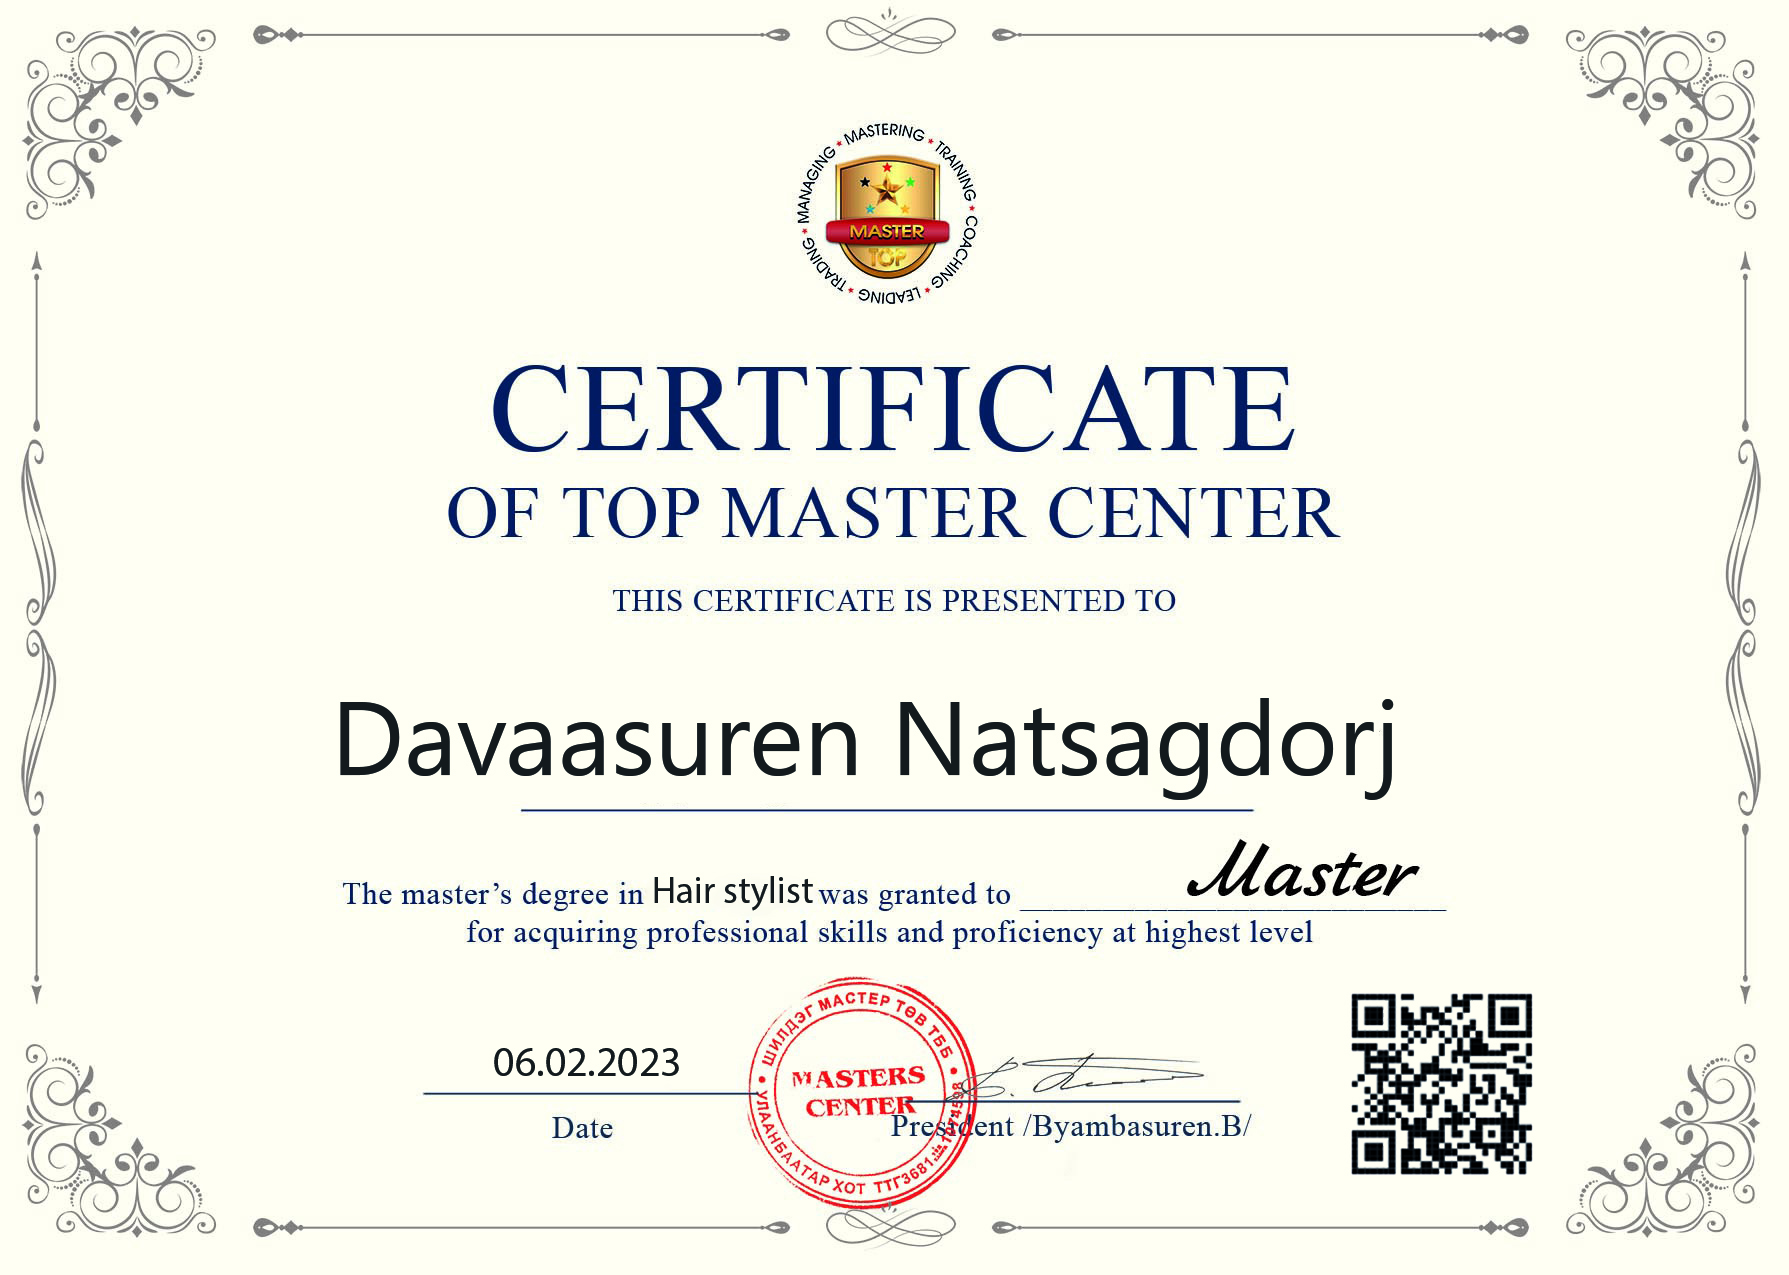 MANAGING * MASTERING * TRAINING * COACHING * LEADING * TRADING *
MASTER
TOP
CERTIFICATE
OF TOP MASTER CENTER
THIS CERTIFICATE IS PRESENTED TO
Davaasuren Natsagdorj
The master’s degree in Hair stylist was granted to Master
for acquiring professional skills and proficiency at highest level
06.02.2023
Date
ШИЛДЭГ МАСТЕР ТӨВ ТББ
MASTERS
CENTER
УЛААНБААТАР ХОТ ТТГ3681
1074598
President /Byambasuren.B/